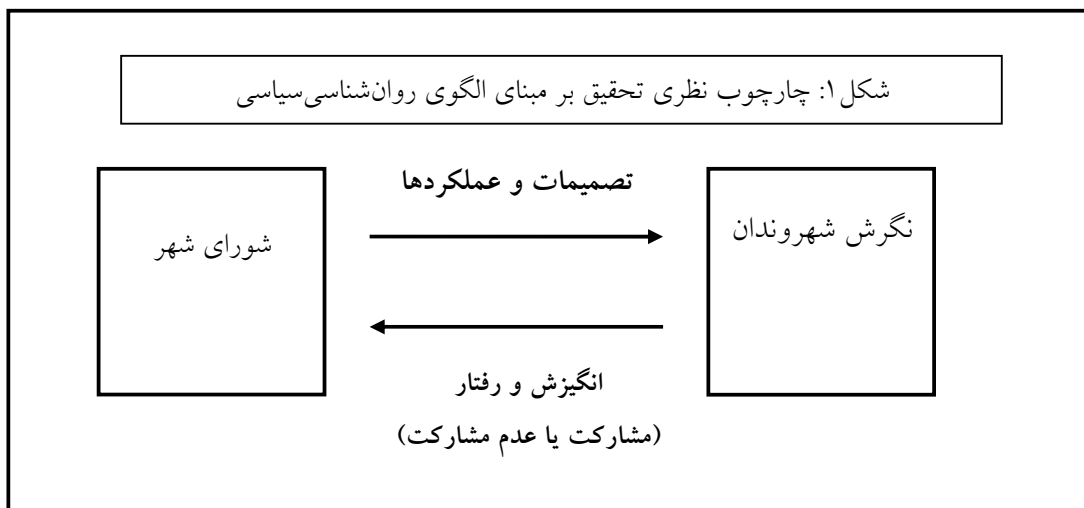 شکل۱: چارچوب نظری تحقیق بر مبنای الگوی روان‌شناسی‌سیاسی
تصمیمات و عملکردها
نگرش شهروندان
شورای شهر
انگیزش و رفتار
(مشارکت یا عدم مشارکت)